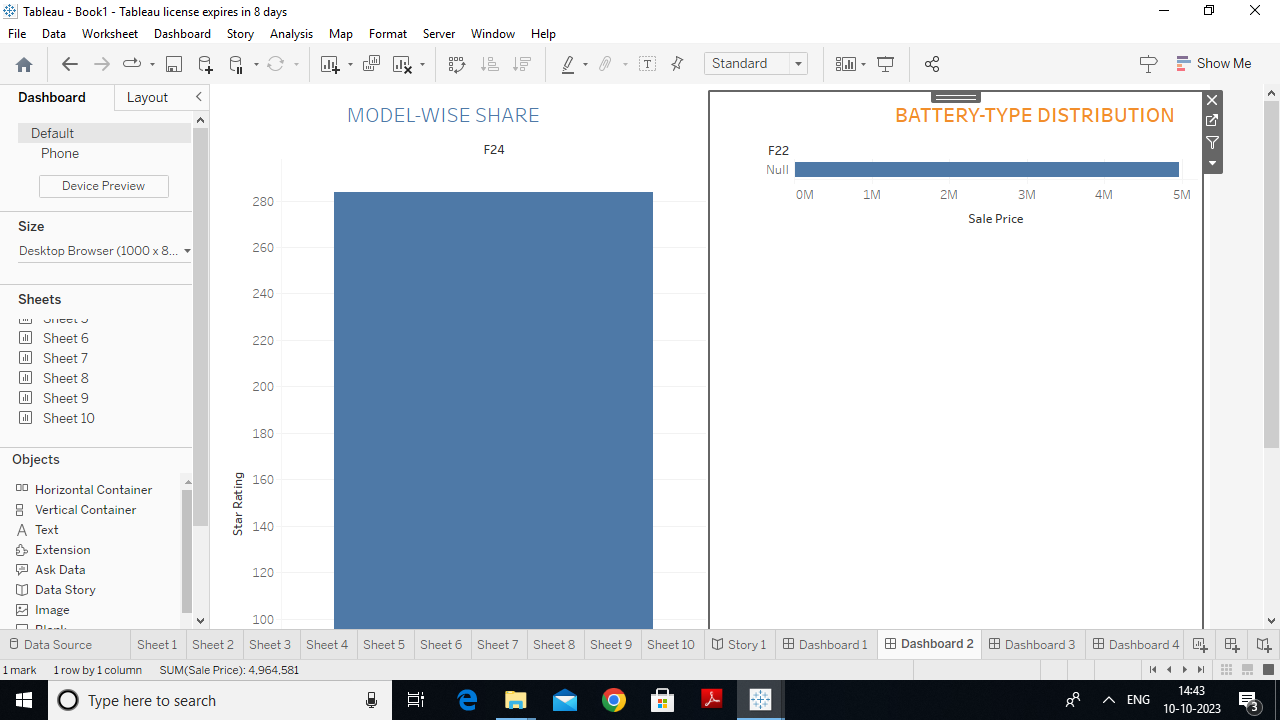 Tableau - Book1 - Tableau license expires in 8 days
File Data Worksheet Dashboard Story Analysis Map Format Server Window Help
Standard
Show Me
Dashboard Layout
Default
Phone
Device Preview
Size
Desktop Browser (1000 x 8...
Sheets
Sheet 5
Sheet 6
Sheet 7
Sheet 8
Sheet 9
Sheet 10
Objects
Horizontal Container
Vertical Container
Text
Extension
Ask Data
Data Story
Image
Blank
MODEL-WISE SHARE
F24
280
260
240
220
200
180
160
140
120
100
Star Rating
BATTERY-TYPE DISTRIBUTION
F22
Null
0M 1M 2M 3M 4M 5M
Sale Price
Data Source Sheet 1 Sheet 2 Sheet 3 Sheet 4 Sheet 5 Sheet 6 Sheet 7 Sheet 8 Sheet 9 Sheet 10 Story 1 Dashboard 1 Dashboard 2 Dashboard 3 Dashboard 4
1 mark 1 row by 1 column SUM(Sale Price): 4,964,581
Type here to search
ENG
14:43
10-10-2023
3